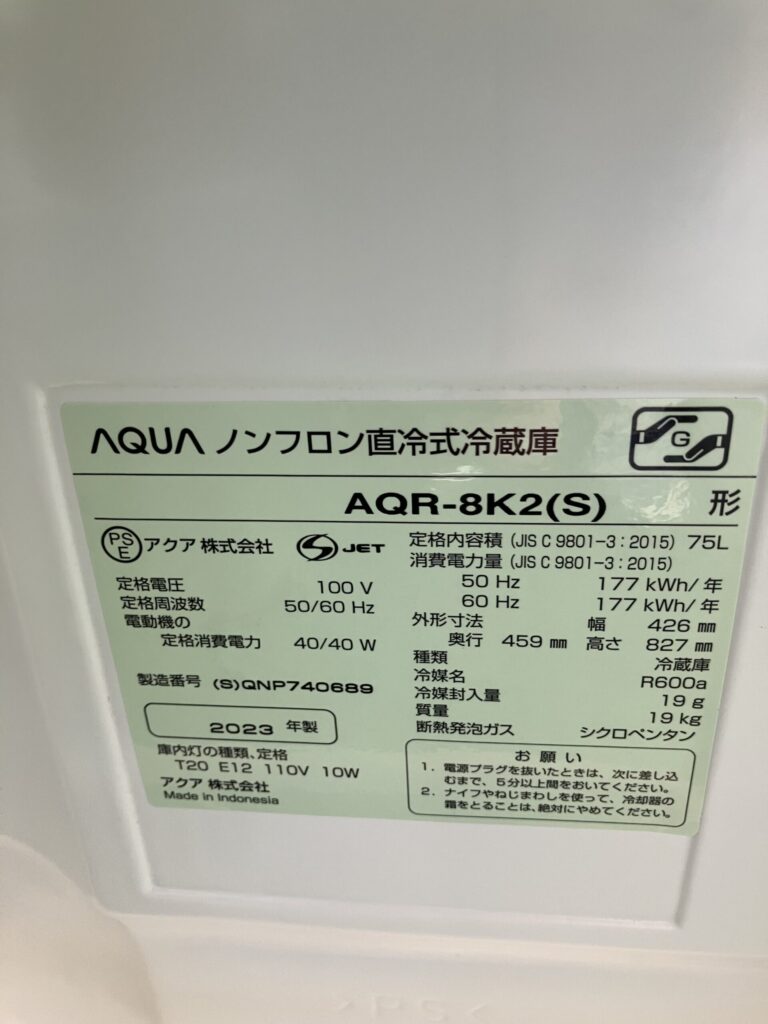 AQUA ノンフロン直冷式冷蔵庫
G
AQR-8K2(S) 形
PS
E
アクア 株式会社
S JET
定格電圧 100 V
定格周波数 50/60 Hz
電動機の
定格消費電力 40/40 W
製造番号 (S)QNP740689
2023 年製
庫内灯の種類、定格
T20 E12 110V 10W
アクア 株式会社
Made in Indonesia
定格内容積 (JIS C 9801-3 : 2015) 75L
消費電力量 (JIS C 9801-3 : 2015)
50 Hz 177 kWh/ 年
60 Hz 177 kWh/ 年
外形寸法 幅 426 ㎜
奥行 459 ㎜ 高さ 827 ㎜
種類 冷蔵庫
冷媒名 R600a
冷媒封入量 19 g
質量 19 kg
断熱発泡ガス シクロペンタン
お 願 い
1. 電源プラグを抜いたときは、次に差し込
むまで、5分以上間をおいてください。
2. ナイフやねじまわしを使って、冷却器の
霜をとることは、絶対にやめてください。
>PS<